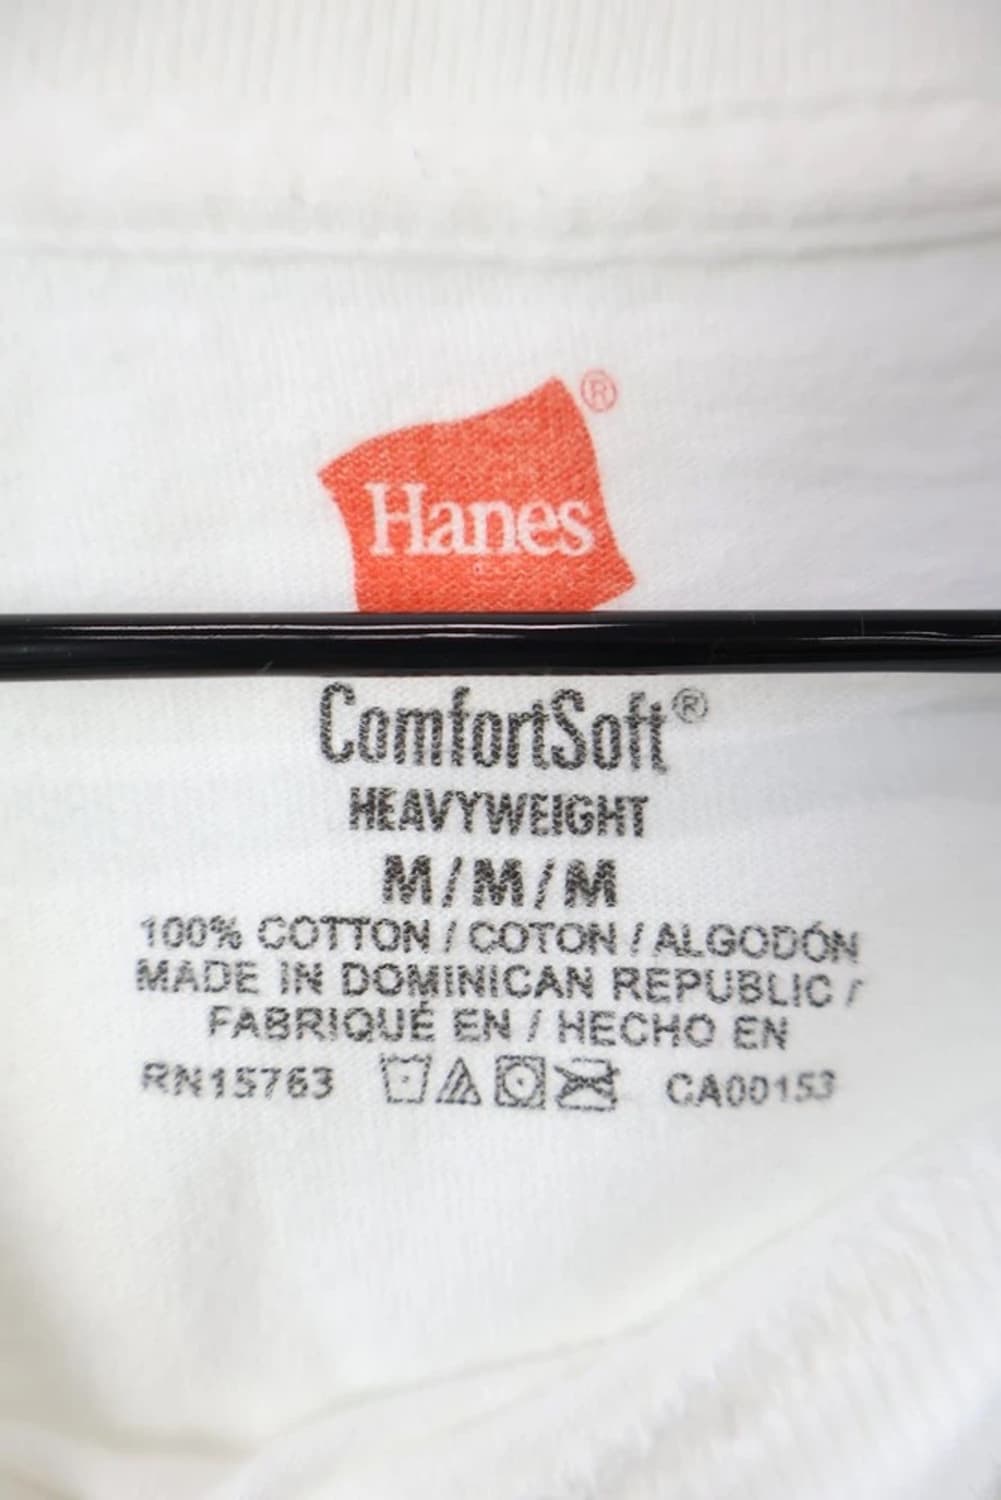 Hanes®
ComfortSoft®
HEAVYWEIGHT
M/M/M
100% COTTON / COTON / ALGODÓN
MADE IN DOMINICAN REPUBLIC /
FABRIQUÉ EN / HECHO EN
RN15763 CA00153